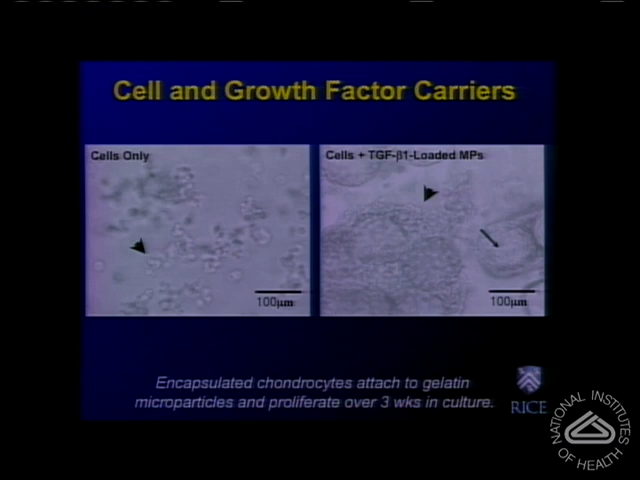 Cell and Growth Factor Carriers
Cells Only
Cells + TGF-β1-Loaded MPs
100μm
100μm
Encapsulated chondrocytes attach to gelatin
microparticles and proliferate over 3 wks in culture.
RICE
NATIONAL INSTITUTES
OF HEALTH